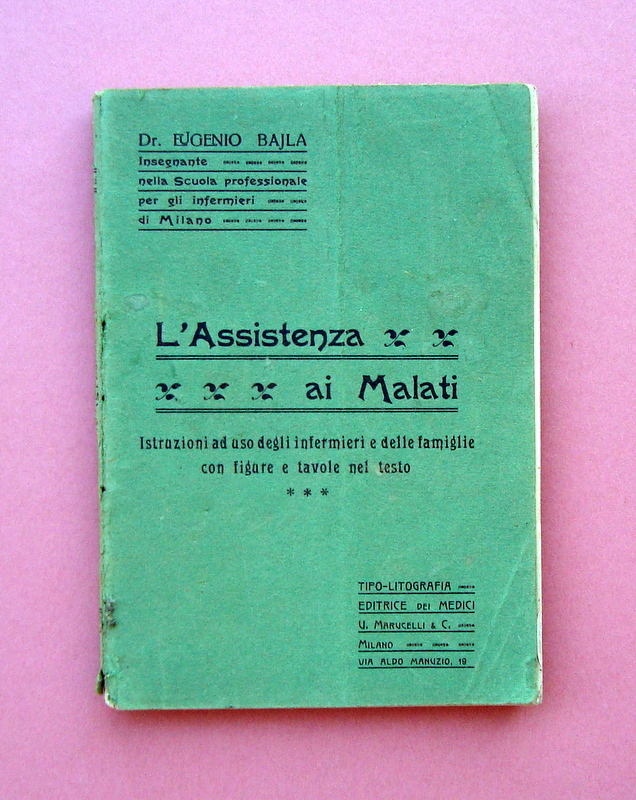 Dr. EUGENIO BAJLA
Insegnante
nella Scuola professionale
per gli infermieri
di Milano
L'Assistenza
ai Malati
Istruzioni ad uso degli infermieri e delle famiglie
con figure e tavole nel testo
* * *
TIPO-LITOGRAFIA
EDITRICE DEI MEDICI
U. MARUCELLI & C.
MILANO
VIA ALDO MANUZIO, 19